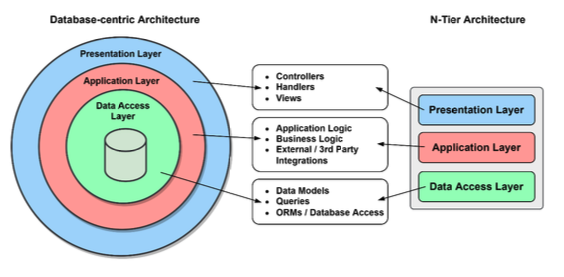 Database-centric Architecture
N-Tier Architecture
Presentation Layer
Application Layer
Data Access
Layer
• Controllers
• Handlers
• Views
• Application Logic
• Business Logic
• External / 3rd Party
Integrations
• Data Models
• Queries
• ORMs / Database Access
Presentation Layer
Application Layer
Data Access Layer